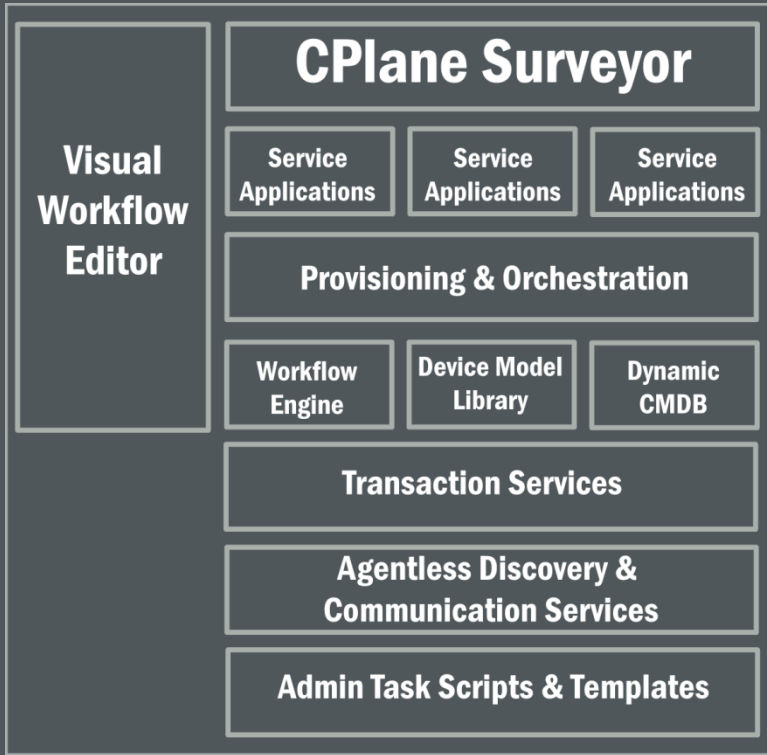 CPlane Surveyor
Visual
Workflow
Editor
Service
Applications
Service
Applications
Service
Applications
Provisioning & Orchestration
Workflow
Engine
Device Model
Library
Dynamic
CMDB
Transaction Services
Agentless Discovery &
Communication Services
Admin Task Scripts & Templates